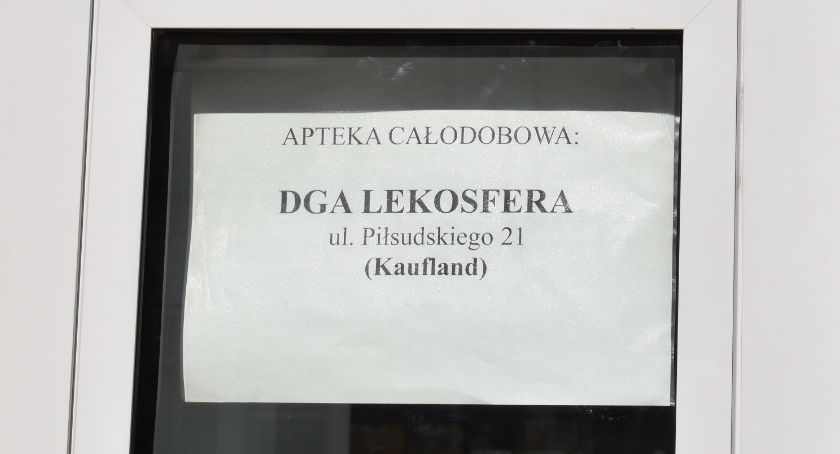 APTEKA CAŁODOBOWA:
DGA LEKOSFERA
ul. Piłsudskiego 21
(Kaufland)